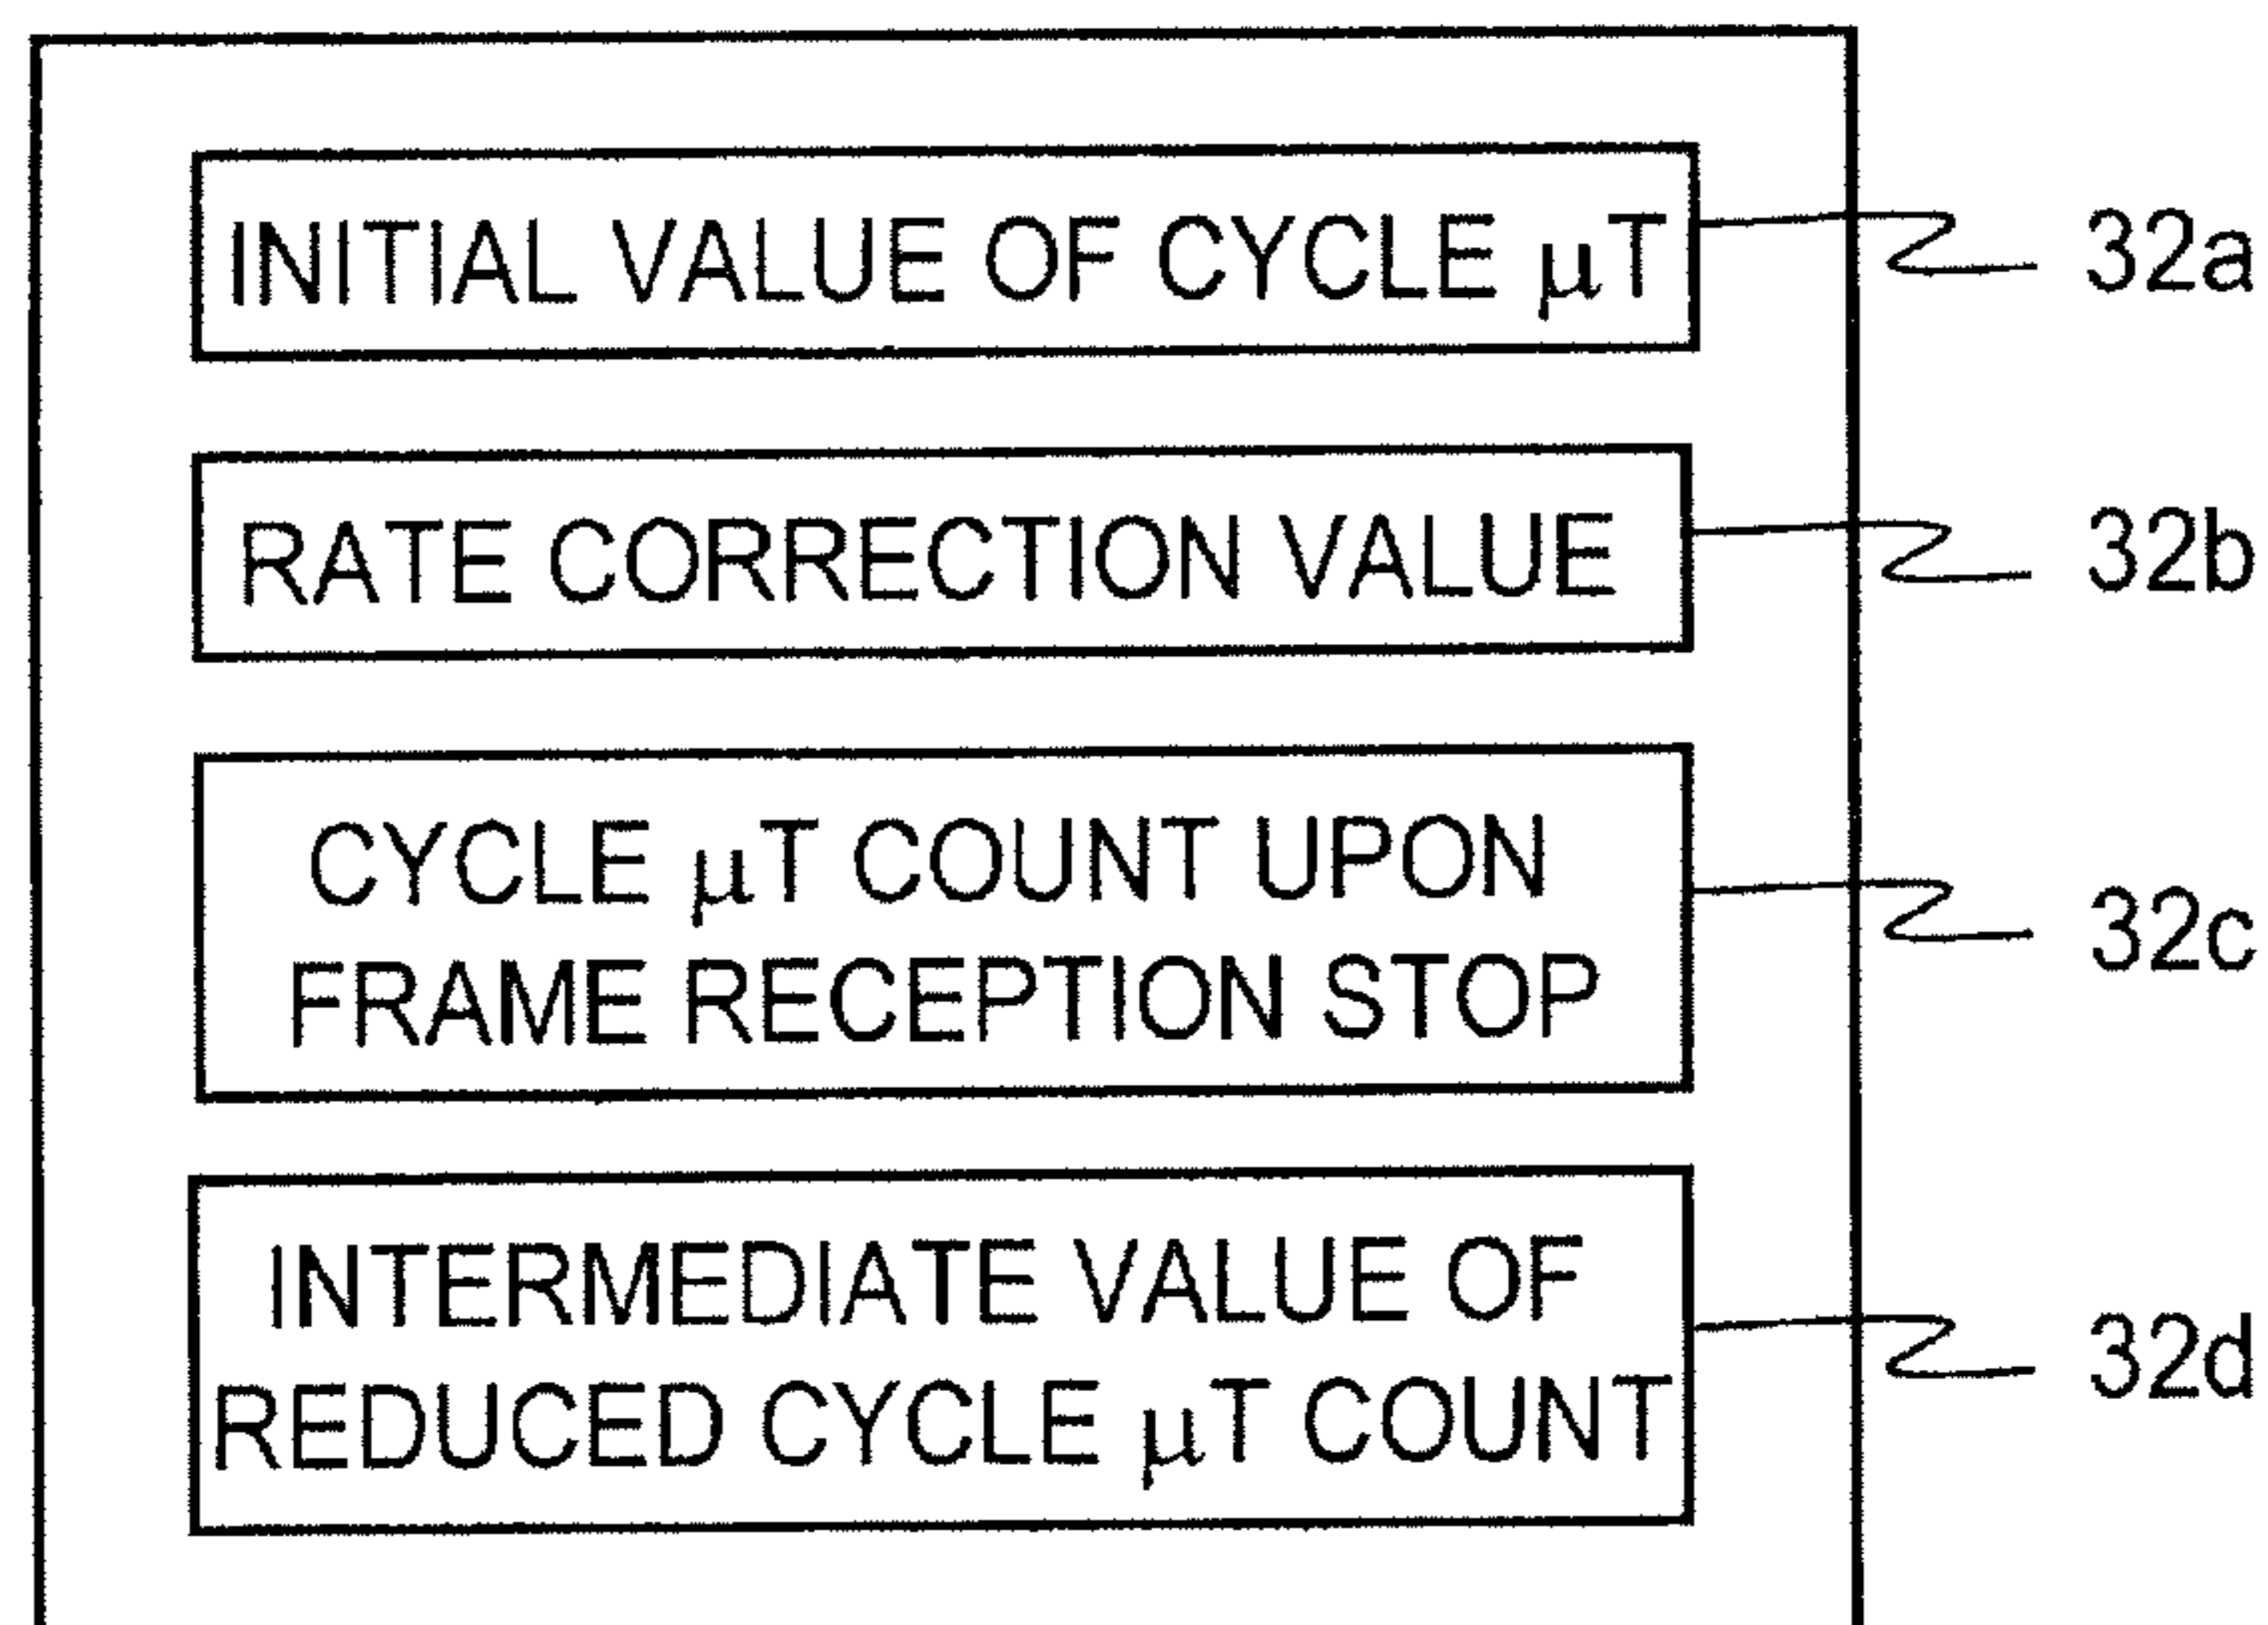 INITIAL VALUE OF CYCLE µT
32a
RATE CORRECTION VALUE
32b
CYCLE µT COUNT UPON
FRAME RECEPTION STOP
32c
INTERMEDIATE VALUE OF
REDUCED CYCLE µT COUNT
32d